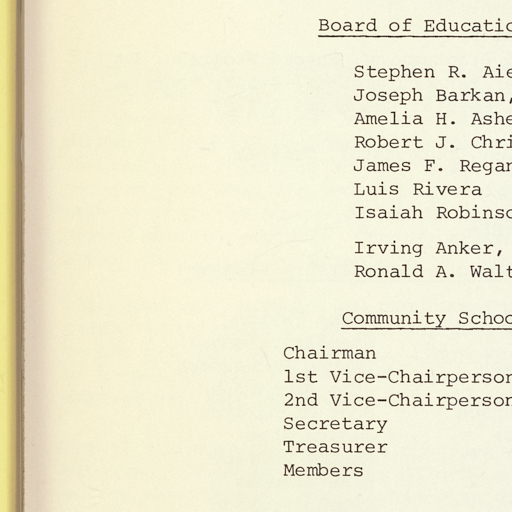 Board of Educatio
Stephen R. Aie
Joseph Barkan,
Amelia H. Ashe
Robert J. Chri
James F. Regan
Luis Rivera
Isaiah Robinso
Irving Anker,
Ronald A. Walt
Community Schoo
Chairman
1st Vice-Chairperson
2nd Vice-Chairperson
Secretary
Treasurer
Members